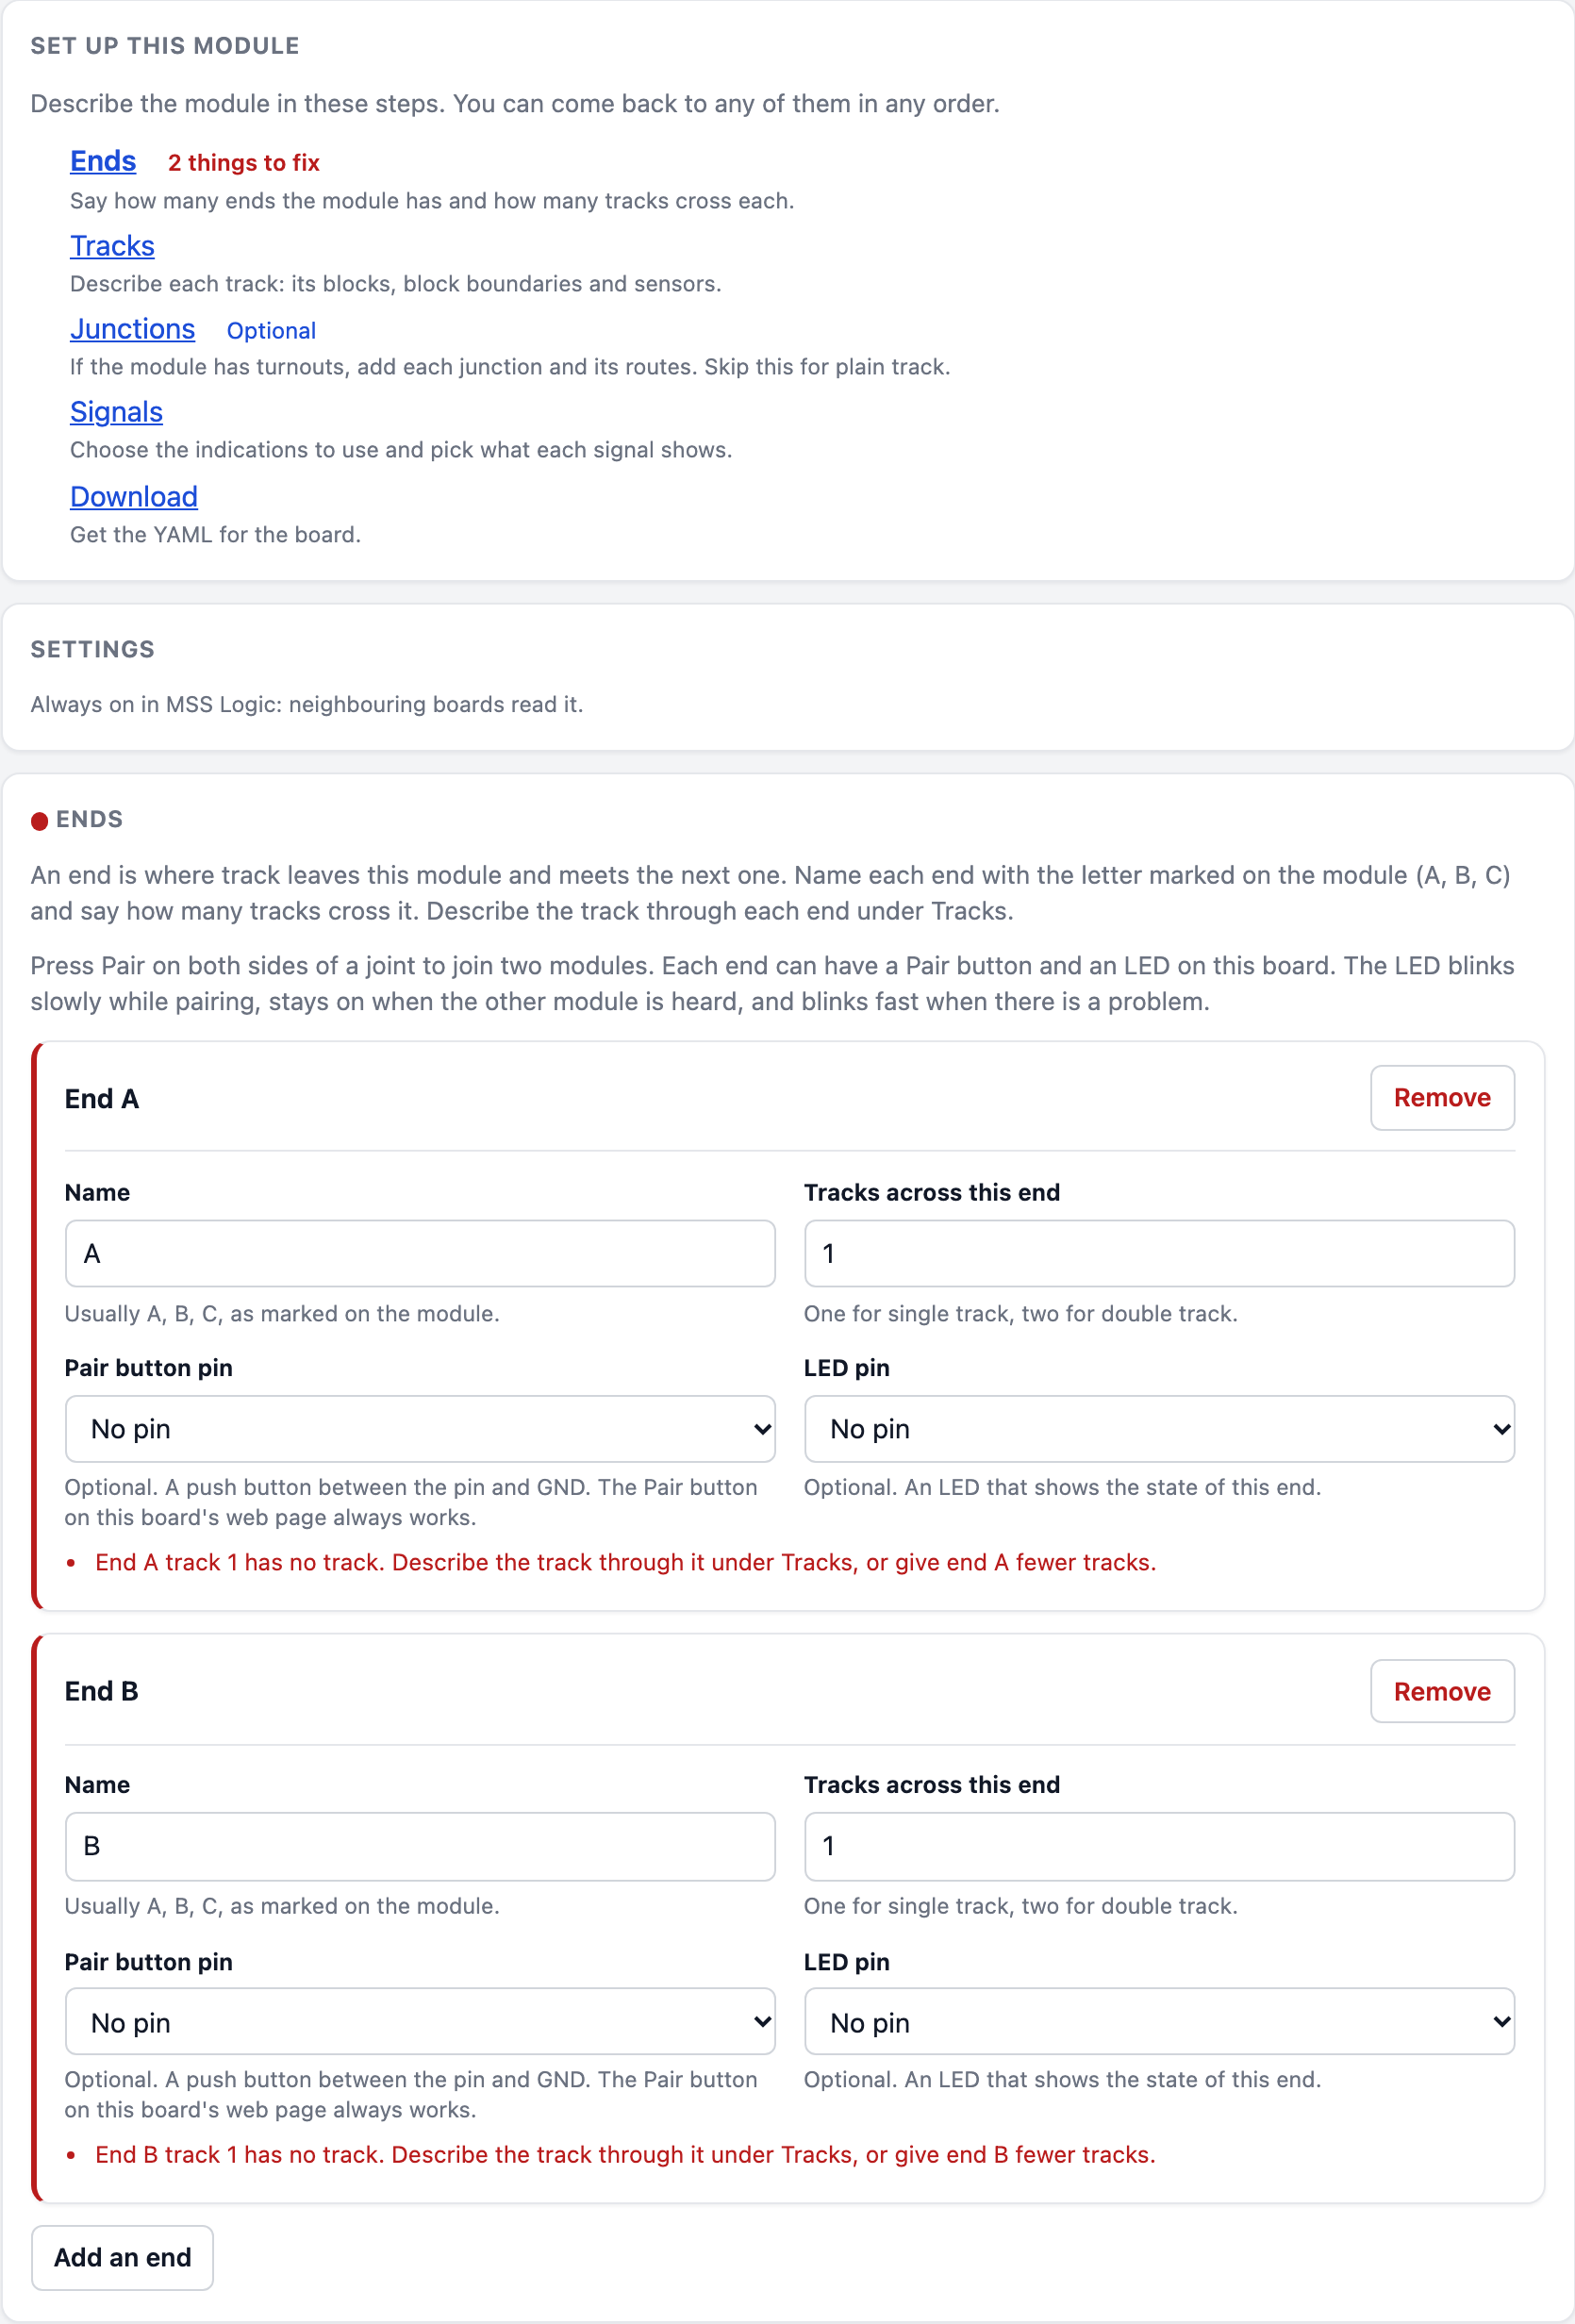 SET UP THIS MODULE
Describe the module in these steps. You can come back to any of them in any order.
Ends 2 things to fix
Say how many ends the module has and how many tracks cross each.
Tracks
Describe each track: its blocks, block boundaries and sensors.
Junctions Optional
If the module has turnouts, add each junction and its routes. Skip this for plain track.
Signals
Choose the indications to use and pick what each signal shows.
Download
Get the YAML for the board.
SETTINGS
Always on in MSS Logic: neighbouring boards read it.
ENDS
An end is where track leaves this module and meets the next one. Name each end with the letter marked on the module (A, B, C)
and say how many tracks cross it. Describe the track through each end under Tracks.
Press Pair on both sides of a joint to join two modules. Each end can have a Pair button and an LED on this board. The LED blinks
slowly while pairing, stays on when the other module is heard, and blinks fast when there is a problem.
End A Remove
Name Tracks across this end
A 1
Usually A, B, C, as marked on the module. One for single track, two for double track.
Pair button pin LED pin
No pin No pin
Optional. A push button between the pin and GND. The Pair button Optional. An LED that shows the state of this end.
on this board's web page always works.
• End A track 1 has no track. Describe the track through it under Tracks, or give end A fewer tracks.
End B Remove
Name Tracks across this end
B 1
Usually A, B, C, as marked on the module. One for single track, two for double track.
Pair button pin LED pin
No pin No pin
Optional. A push button between the pin and GND. The Pair button Optional. An LED that shows the state of this end.
on this board's web page always works.
• End B track 1 has no track. Describe the track through it under Tracks, or give end B fewer tracks.
Add an end